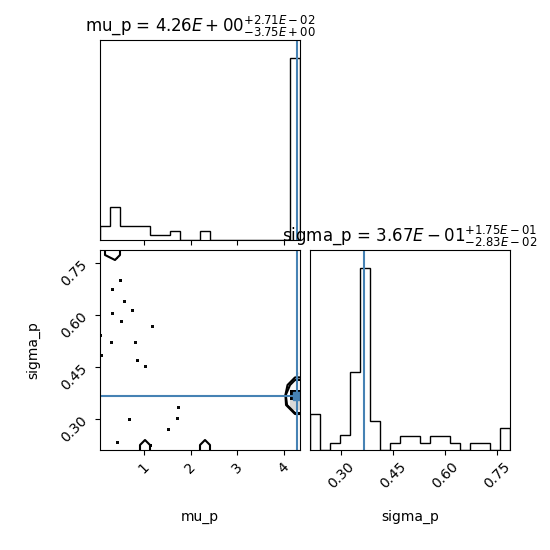 mu_p = 4.26E + 00+2.71E − 02 −3.75E + 00
sigma_p = 3.67E − 01+1.75E − 01 −2.83E − 02
0.75
0.60
0.45
0.30
sigma_p
1 2 3 4
mu_p
0.30 0.45 0.60 0.75
sigma_p